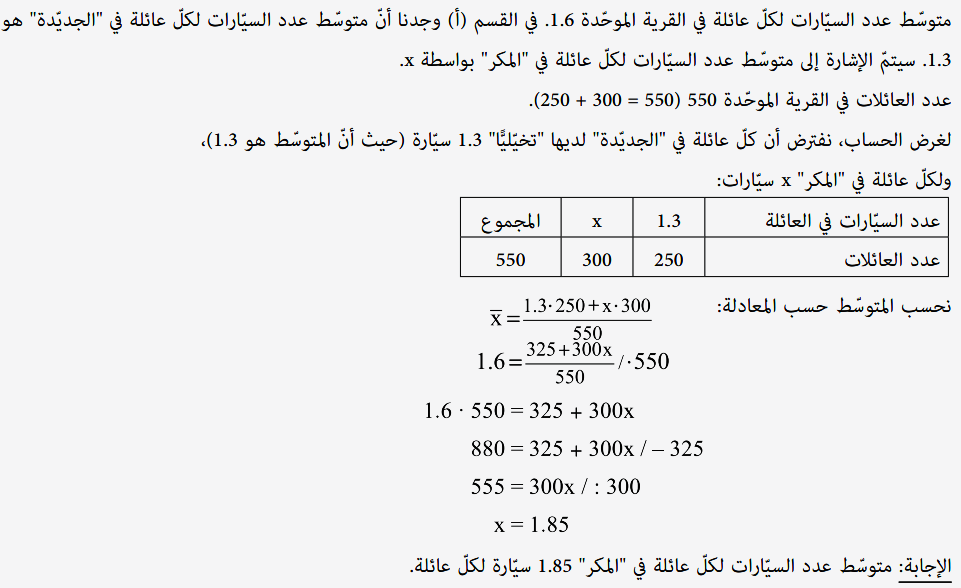 متوسّط عدد السيّارات لكلّ عائلة في القرية الموحّدة 1.6. في القسم (أ) وجدنا أنّ متوسّط عدد السيّارات لكلّ عائلة في "الجديّدة" هو
1.3. سيتمّ الإشارة إلى متوسّط عدد السيّارات لكلّ عائلة في "المكر" بواسطة x.
عدد العائلات في القرية الموحّدة 550 (550 = 300 + 250).
لغرض الحساب، نفترض أن كلّ عائلة في "الجديّدة" لديها "تخيّليًّا" 1.3 سيّارة (حيث أنّ المتوسّط هو 1.3)،
ولكلّ عائلة في "المكر" x سيّارات:
عدد السيّارات في العائلة 1.3 x المجموع
عدد العائلات 250 300 550
نحسب المتوسّط حسب المعادلة:
x̄ = (1.3·250+x·300)/550
1.6 = (325+300x)/550 /·550
1.6 · 550 = 325 + 300x
880 = 325 + 300x / – 325
555 = 300x / : 300
x = 1.85
الإجابة: متوسّط عدد السيّارات لكلّ عائلة في "المكر" 1.85 سيّارة لكلّ عائلة.